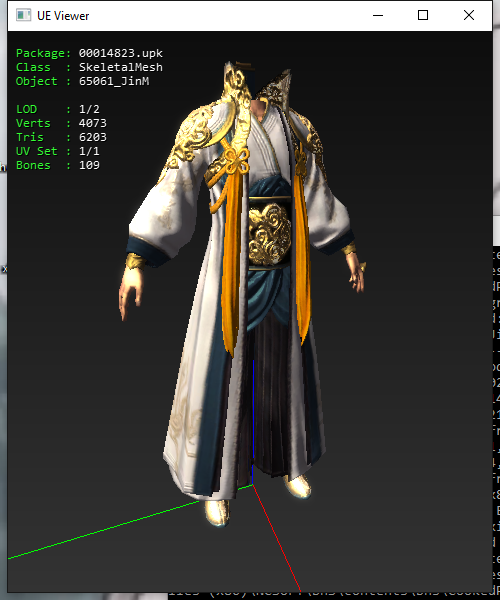 UE Viewer
Package: 00014823.upk
Class : SkeletalMesh
Object : 65061_JinM
LOD : 1/2
Verts : 4073
Tris : 6203
UV Set : 1/1
Bones : 109